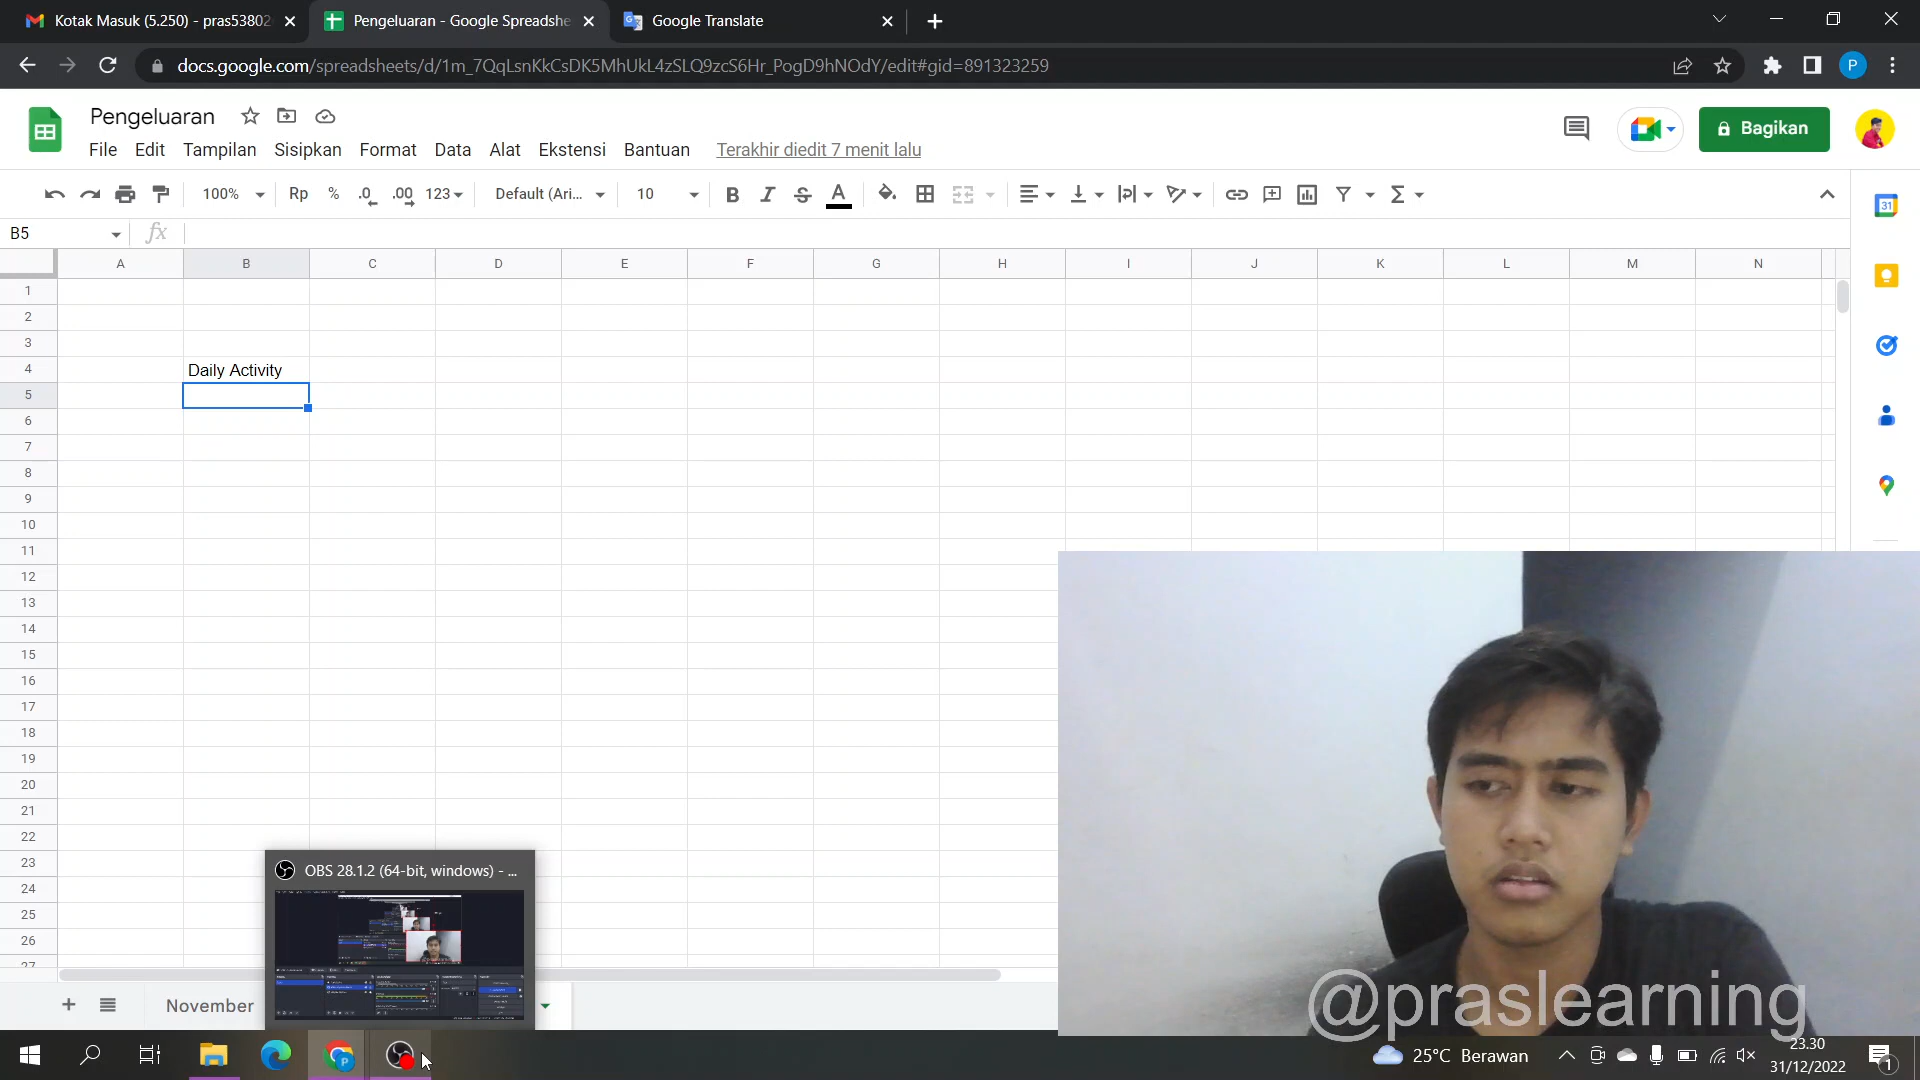 Kotak Masuk (5.250) - pras53802
Pengeluaran - Google Spreadshe
Google Translate
docs.google.com/spreadsheets/d/1m_7QqLsnKkCsDK5MhUkL4zSLQ9zcS6Hr_PogD9hNOdY/edit#gid=891323259
P
Pengeluaran
Bagikan
File Edit Tampilan Sisipkan Format Data Alat Ekstensi Bantuan Terakhir diedit 7 menit lalu
100% Rp % .0 .00 123 Default (Ari... 10 B I S A Σ
31
B5 fx
A B C D E F G H I J K L M N
1
2
3
4 Daily Activity
5
6
7
8
9
10
11
12
13
14
15
16
17
18
19
20
21
22
23
24
25
26
27
OBS 28.1.2 (64-bit, windows) - ...
November
@praslearning
25°C Berawan
23.30
31/12/2022
1